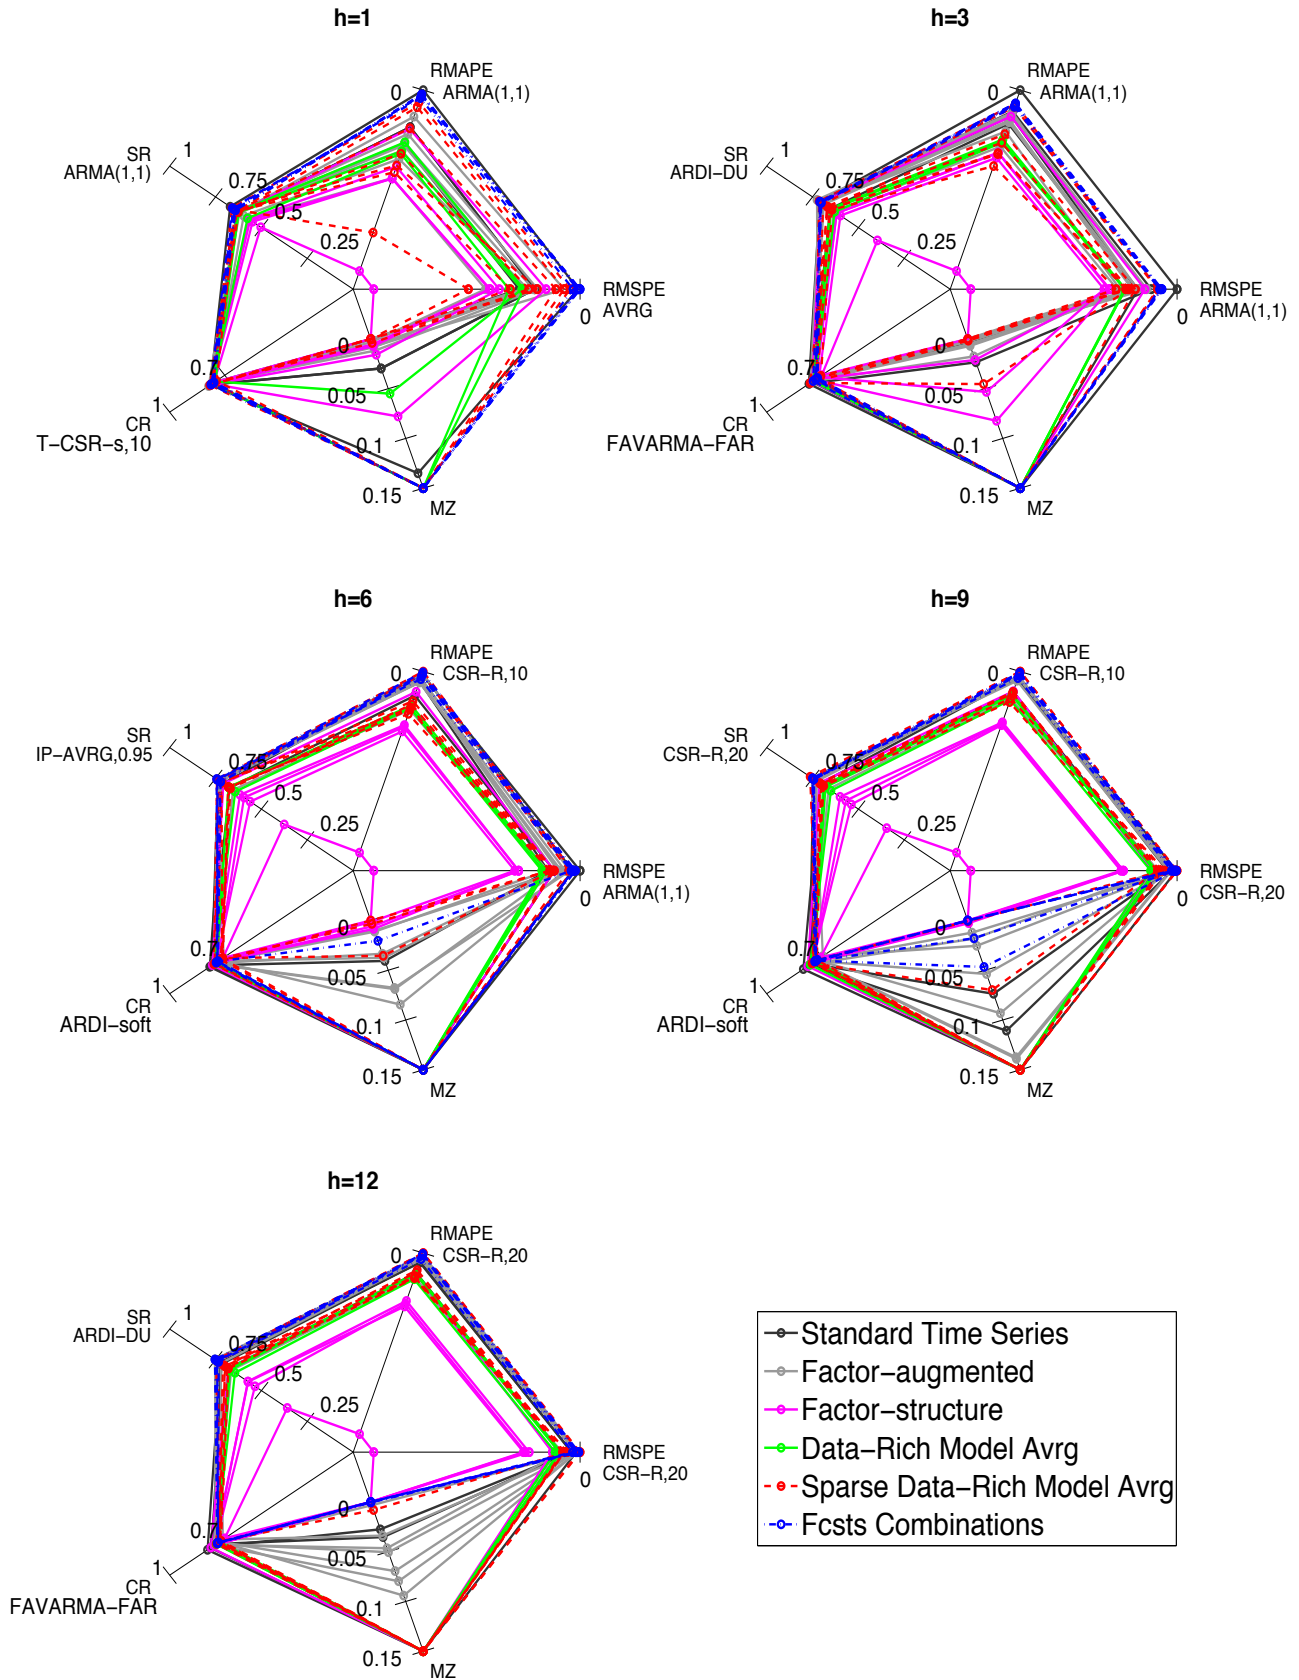 h=1
RMAPE
0 ARMA(1,1)
SR 1
ARMA(1,1)
0.75
0.5
0.25
RMSPE
AVRG
0
0
0.7
1
CR
T−CSR−s,10
0.05
0.1
0.15
MZ
h=3
RMAPE
0 ARMA(1,1)
SR 1
ARDI−DU
0.75
0.5
0.25
RMSPE
0
ARMA(1,1)
0
0.7
1
CR
FAVARMA−FAR
0.05
0.1
0.15
MZ
h=6
RMAPE
0 CSR−R,10
SR 1
IP−AVRG,0.95
0.75
0.5
0.25
RMSPE
0
ARMA(1,1)
0
0.7
1
CR
ARDI−soft
0.05
0.1
0.15
MZ
h=9
RMAPE
0 CSR−R,10
SR 1
CSR−R,20
0.75
0.5
0.25
RMSPE
0
CSR−R,20
0
0.7
1
CR
ARDI−soft
0.05
0.1
0.15
MZ
h=12
RMAPE
0 CSR−R,20
SR 1
ARDI−DU
0.75
0.5
0.25
RMSPE
0
CSR−R,20
0
0.7
1
CR
FAVARMA−FAR
0.05
0.1
0.15
MZ
Standard Time Series
Factor−augmented
Factor−structure
Data−Rich Model Avrg
Sparse Data−Rich Model Avrg
Fcsts Combinations